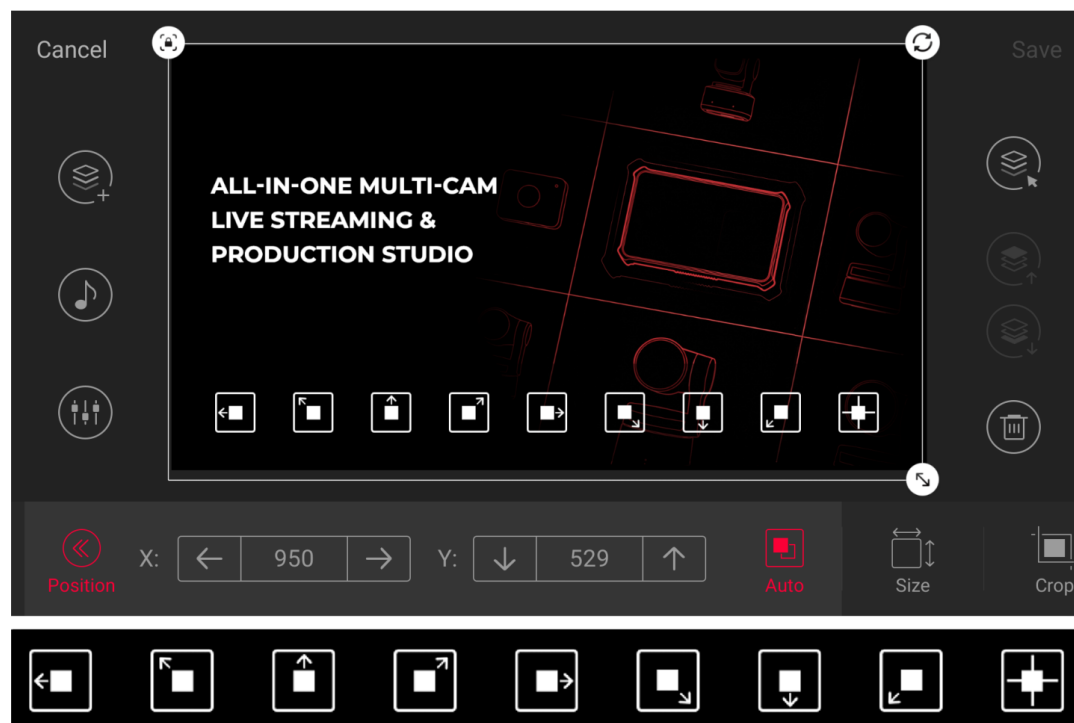 Cancel
Save
ALL-IN-ONE MULTI-CAM
LIVE STREAMING &
PRODUCTION STUDIO
X: 950 Y: 529
Position
Auto
Size
Crop